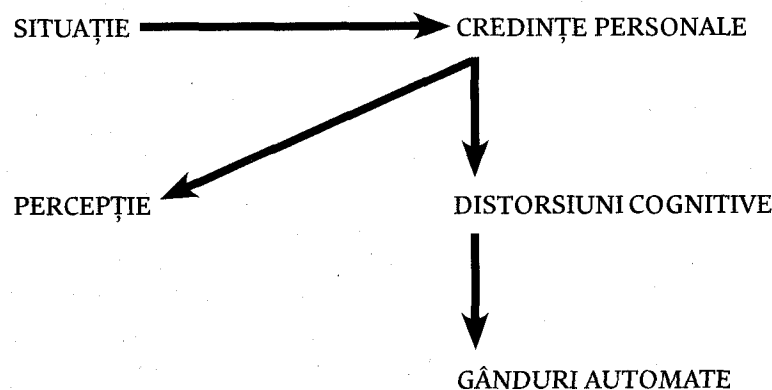 SITUAȚIE
CREDINȚE PERSONALE
PERCEPȚIE
DISTORSIUNI COGNITIVE
GÂNDURI AUTOMATE